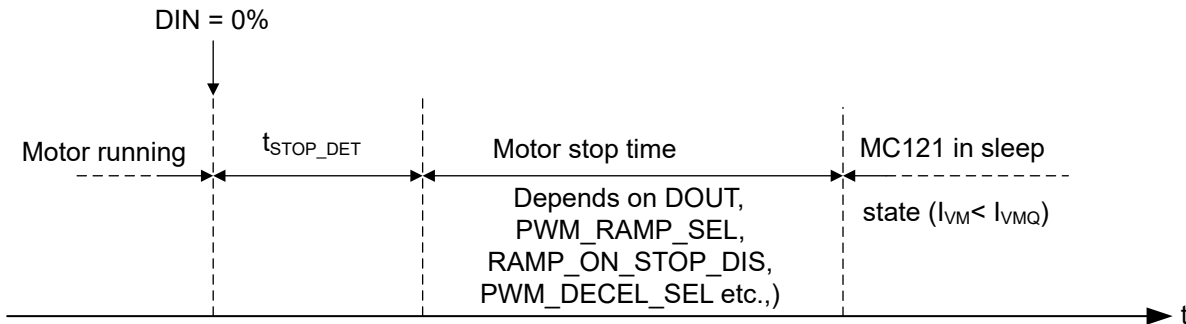 DIN = 0%
Motor running
tSTOP_DET
Motor stop time
MC121 in sleep
Depends on DOUT,
PWM_RAMP_SEL,
RAMP_ON_STOP_DIS,
PWM_DECEL_SEL etc.,)
state (IVM< IVMQ)
t